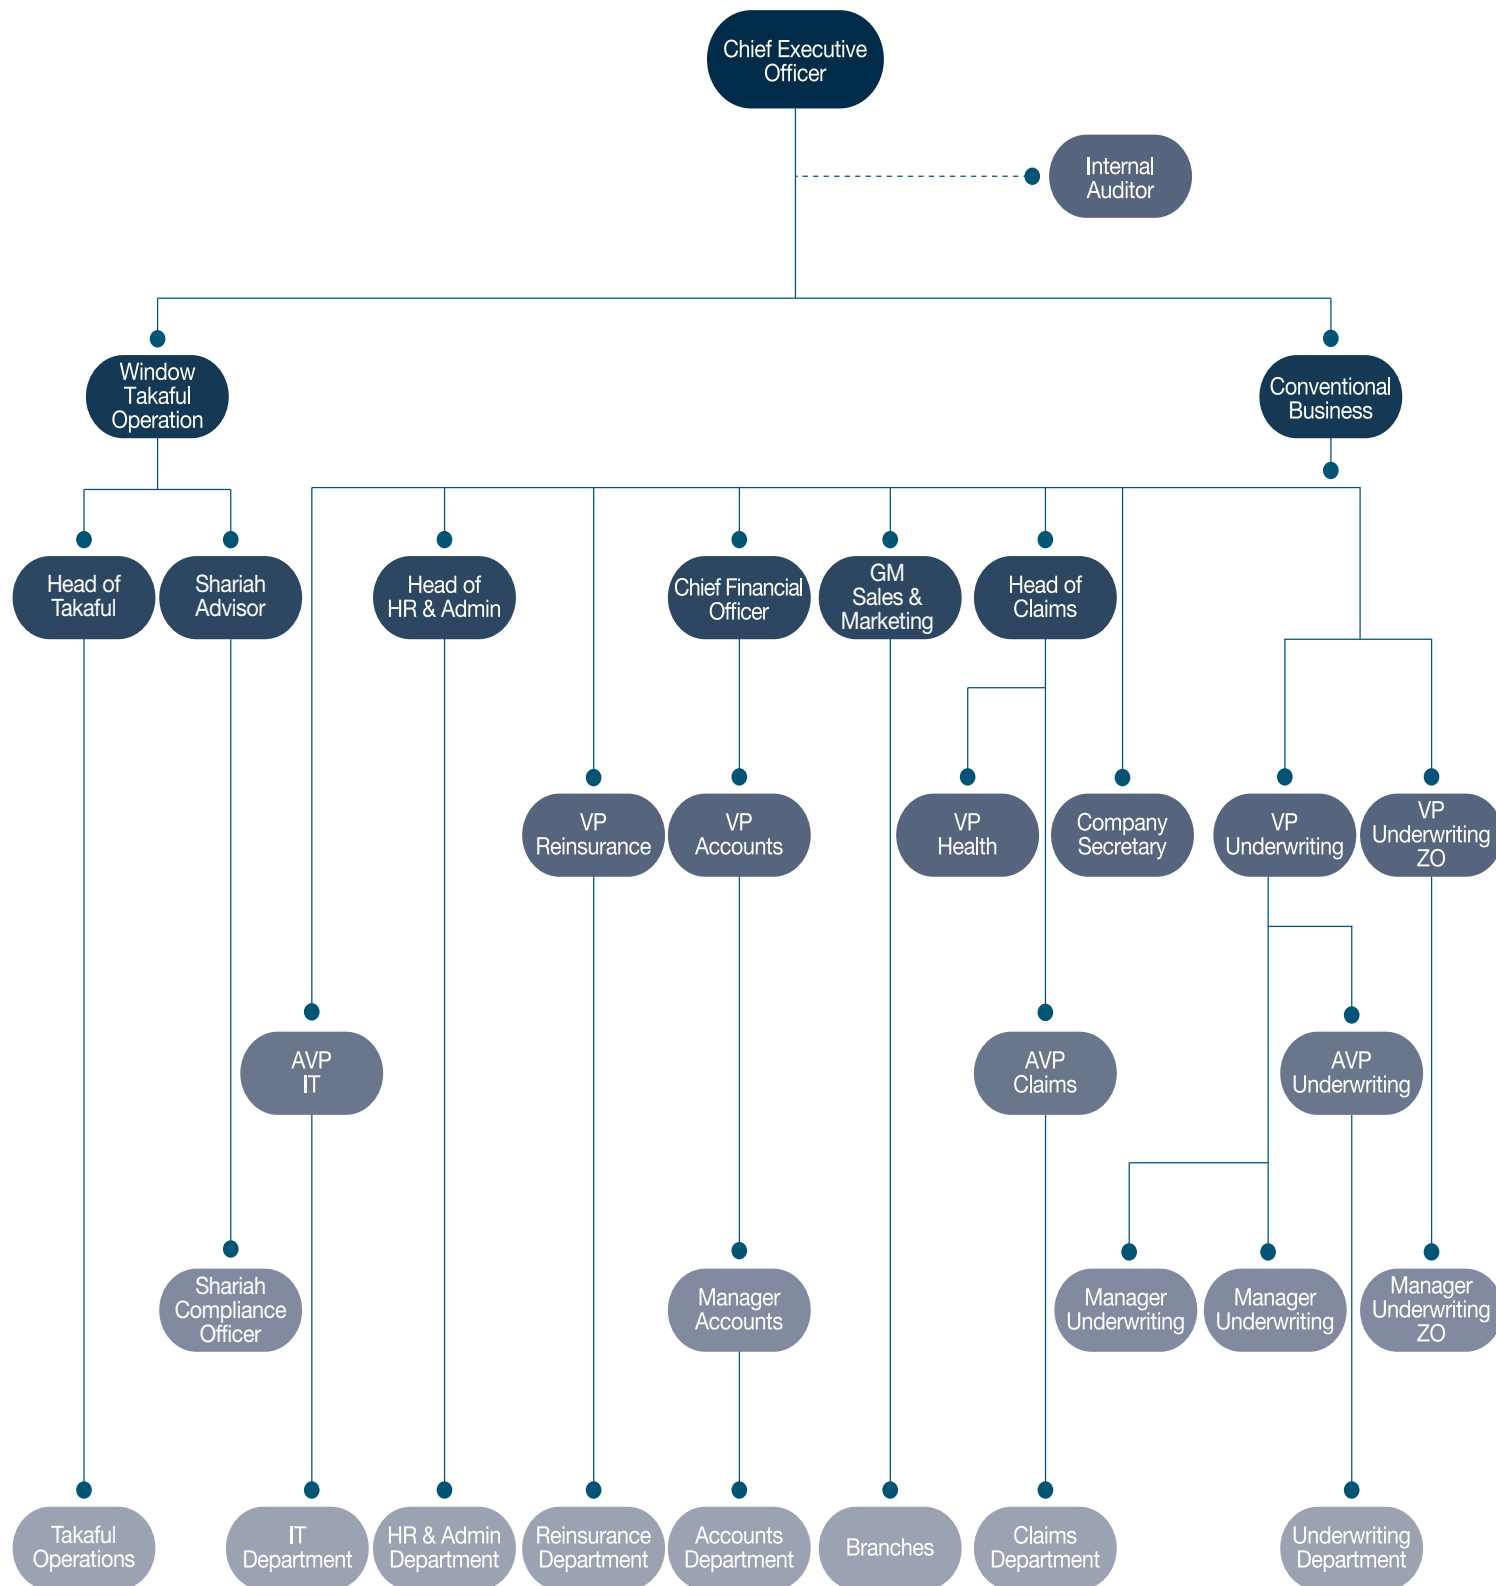 Chief Executive
Officer
Internal
Auditor
Window
Takaful
Operation
Conventional
Business
Head of
Takaful
Shariah
Advisor
Head of
HR & Admin
Chief Financial
Officer
GM
Sales &
Marketing
Head of
Claims
VP
Reinsurance
VP
Accounts
VP
Health
Company
Secretary
VP
Underwriting
VP
Underwriting
ZO
AVP
IT
AVP
Claims
AVP
Underwriting
Shariah
Compliance
Officer
Manager
Accounts
Manager
Underwriting
Manager
Underwriting
Manager
Underwriting
ZO
Takaful
Operations
IT
Department
HR & Admin
Department
Reinsurance
Department
Accounts
Department
Branches
Claims
Department
Underwriting
Department